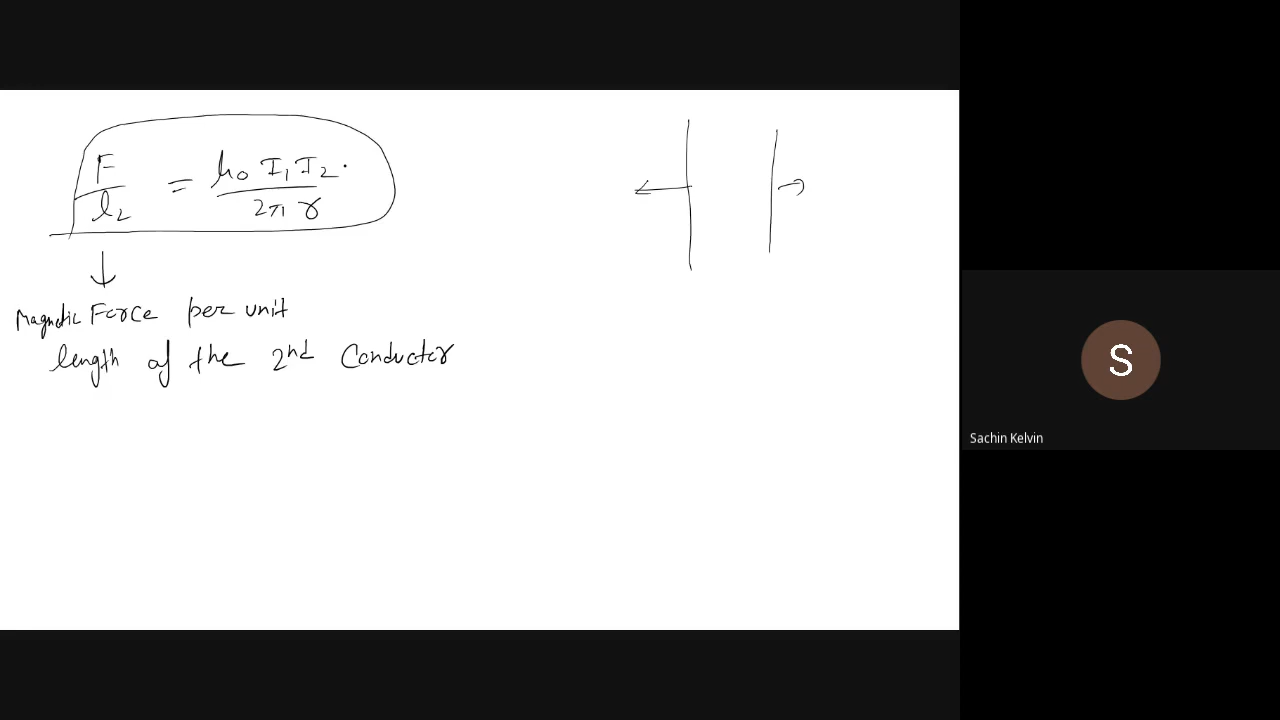 F/l₂ = μ₀ I₁ I₂ / 2π r
Magnetic Force per unit
length of the 2nd Conductor
S
Sachin Kelvin